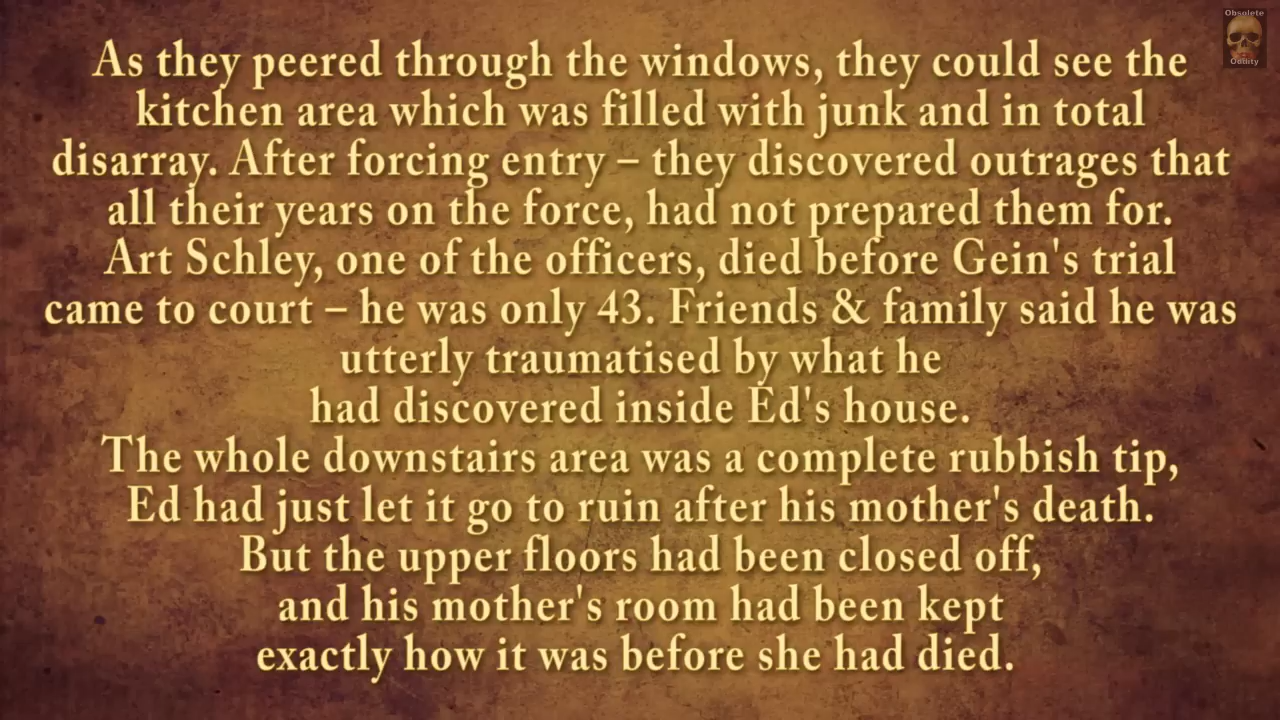 Obsolete
Oddity
As they peered through the windows, they could see the
kitchen area which was filled with junk and in total
disarray. After forcing entry – they discovered outrages that
all their years on the force, had not prepared them for.
Art Schley, one of the officers, died before Gein's trial
came to court – he was only 43. Friends & family said he was
utterly traumatised by what he
had discovered inside Ed's house.
The whole downstairs area was a complete rubbish tip,
Ed had just let it go to ruin after his mother's death.
But the upper floors had been closed off,
and his mother's room had been kept
exactly how it was before she had died.